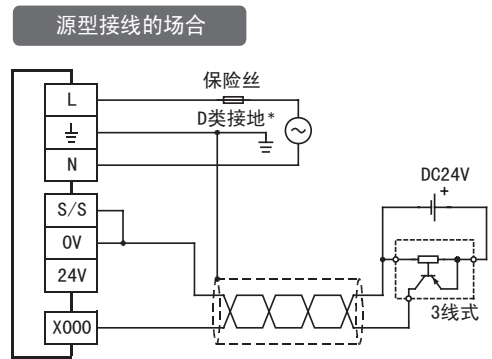 源型接线的场合
保险丝
L
D类接地*
N
DC24V
+
S/S
0V
24V
3线式
X000